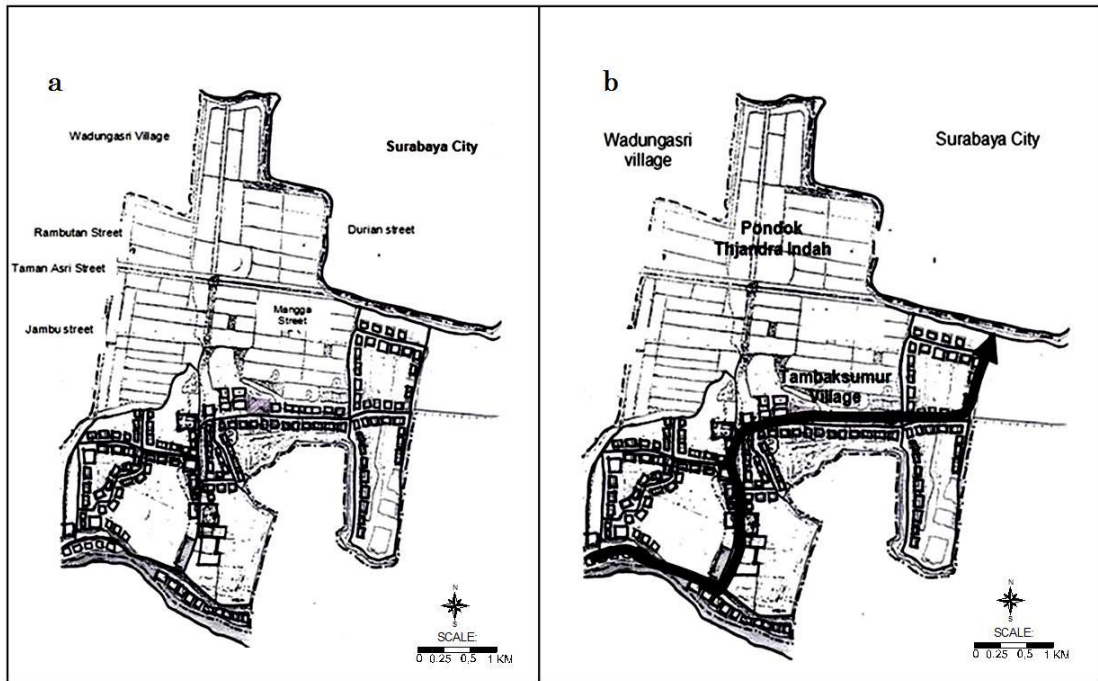 a
Wadungasri Village
Surabaya City
Rambutan Street
Durian street
Taman Asri Street
Mangga
Street
Jambu street
N
S
SCALE:
0 0.25 0,5 1 KM
b
Wadungasri
village
Surabaya City
Pondok
Thjandra Indah
Tambaksumur
Village
N
S
SCALE:
0 0.25 0,5 1 KM